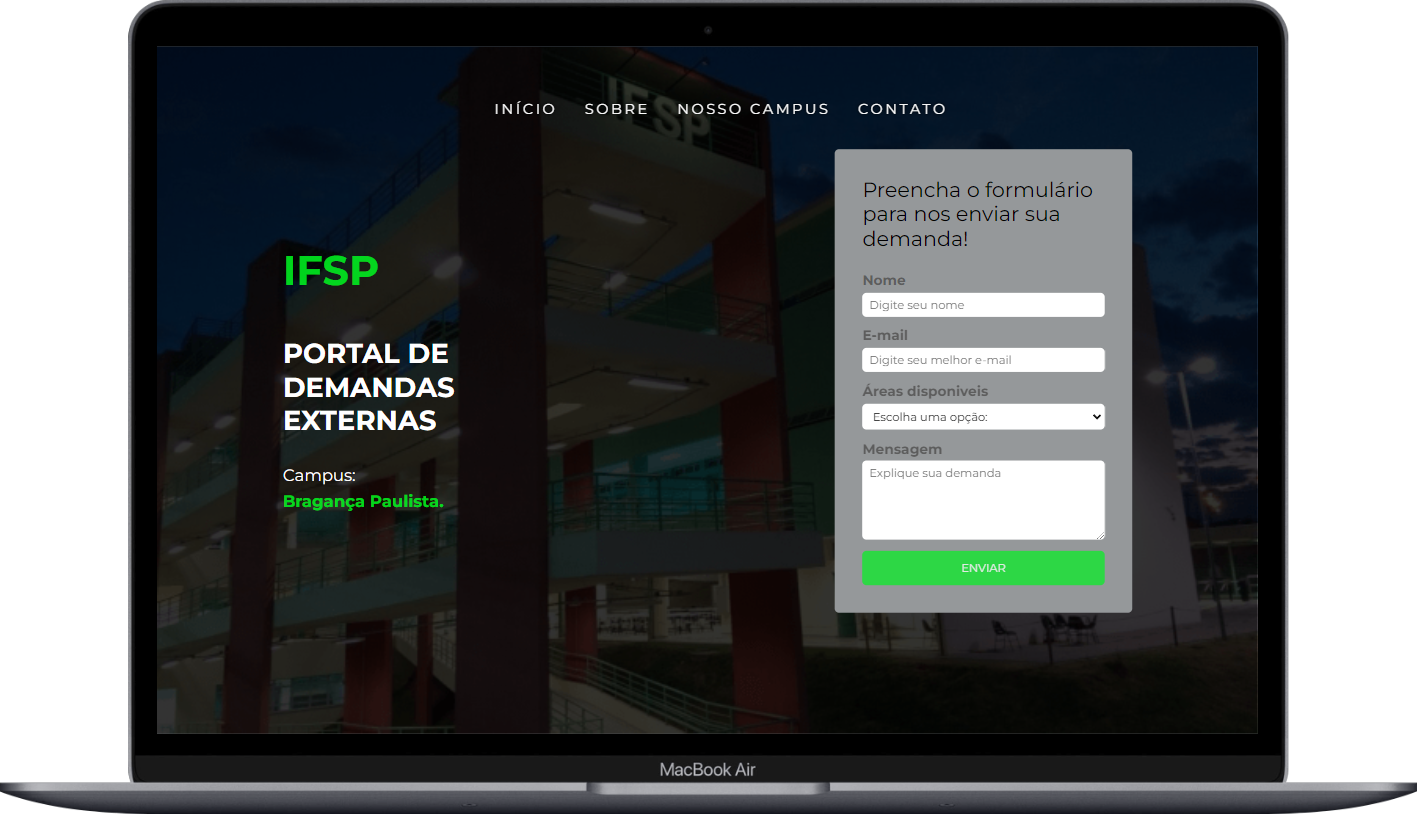 INÍCIO SOBRE NOSSO CAMPUS CONTATO
IFSP
IFSP
PORTAL DE
DEMANDAS
EXTERNAS
Campus:
Bragança Paulista.
Preencha o formulário
para nos enviar sua
demanda!
Nome
Digite seu nome
E-mail
Digite seu melhor e-mail
Áreas disponiveis
Escolha uma opção:
Mensagem
Explique sua demanda
ENVIAR
MacBook Air